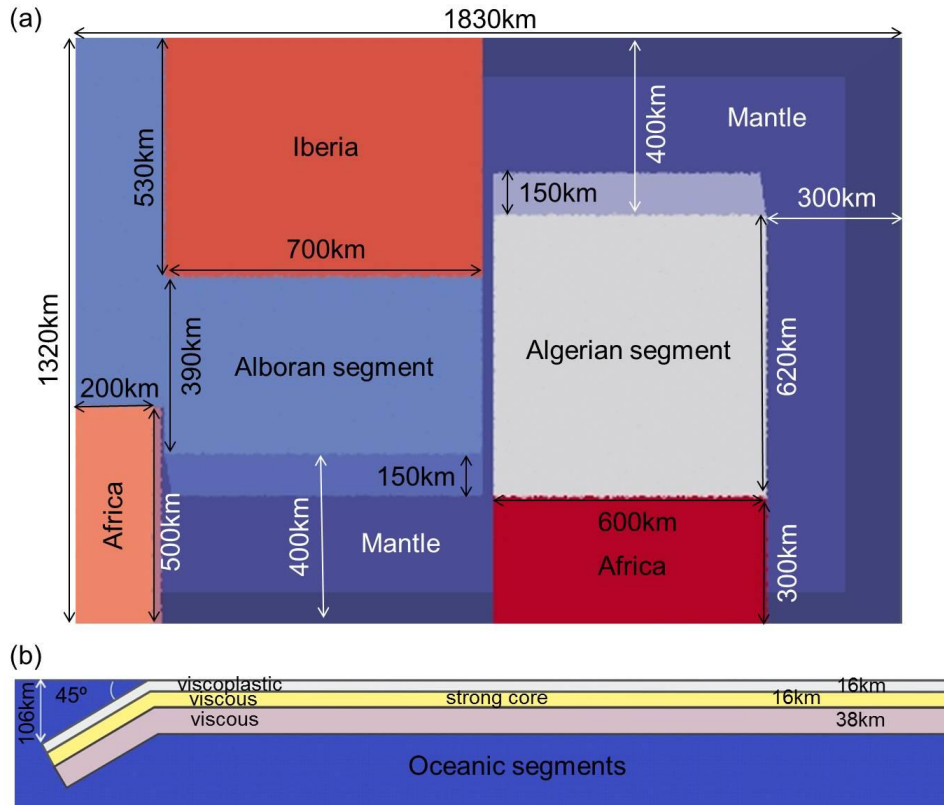 (a)
1830km
Iberia
530km
700km
Mantle
400km
150km
300km
1320km
390km
Alboran segment
Algerian segment
620km
200km
150km
Africa
500km
400km
Mantle
600km
Africa
300km
(b)
106km
45º
viscoplastic
16km
viscous
strong core
16km
viscous
38km
Oceanic segments